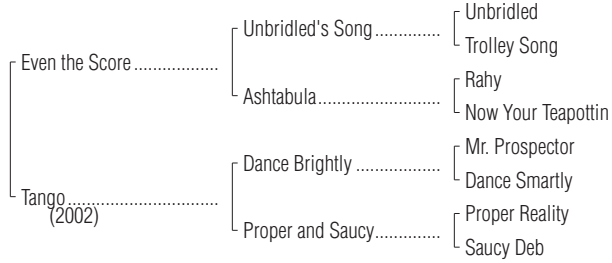 Unbridled
Unbridled's Song..............
Trolley Song
Even the Score..................
Rahy
Ashtabula..........................
Now Your Teapottin
Mr. Prospector
Dance Brightly ..................
Dance Smartly
Tango................................
(2002)
Proper Reality
Proper and Saucy..............
Saucy Deb